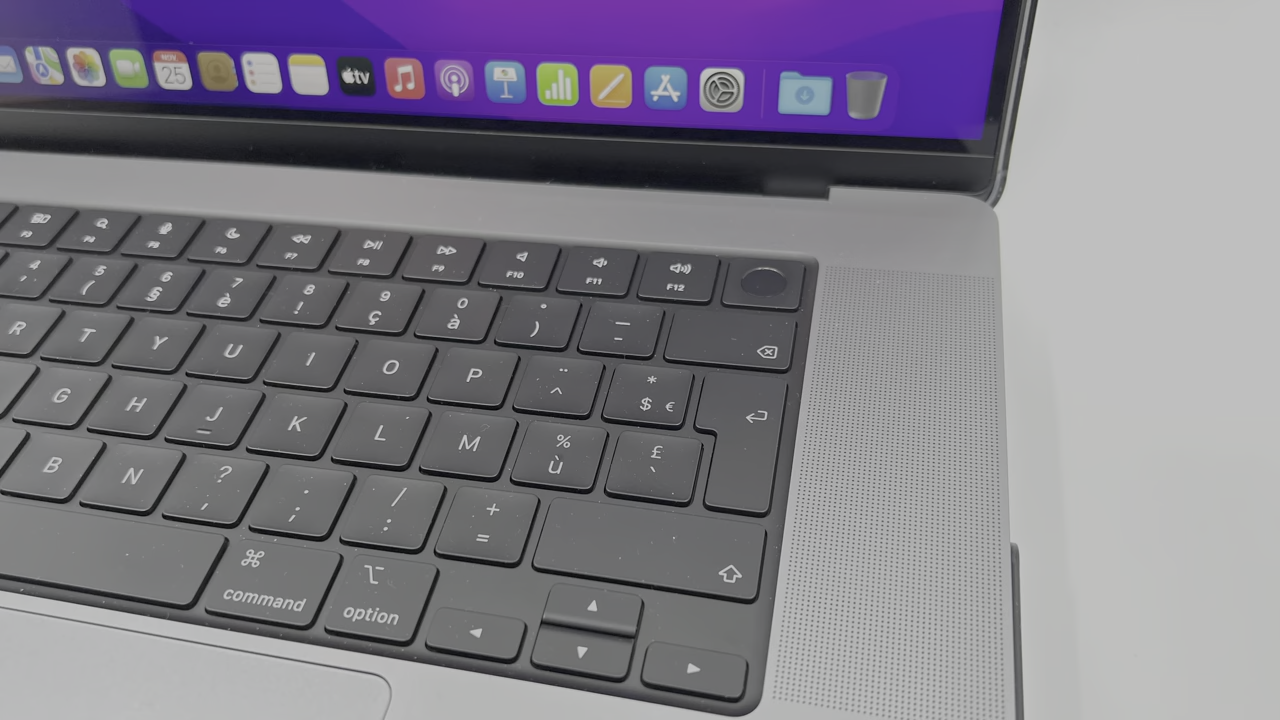 NOV.
25
tv
F3 F4 F5 F6 F7 F8 F9 F10 F11 F12
4 5 6 7 8 9 0 ° _
' ( § è ! ç à ) -
R T Y U I O P ¨ *
^ $ €
G H J K L M % £
ù `
B N ? . / +
, ; : =
⌘ ⌥
command option